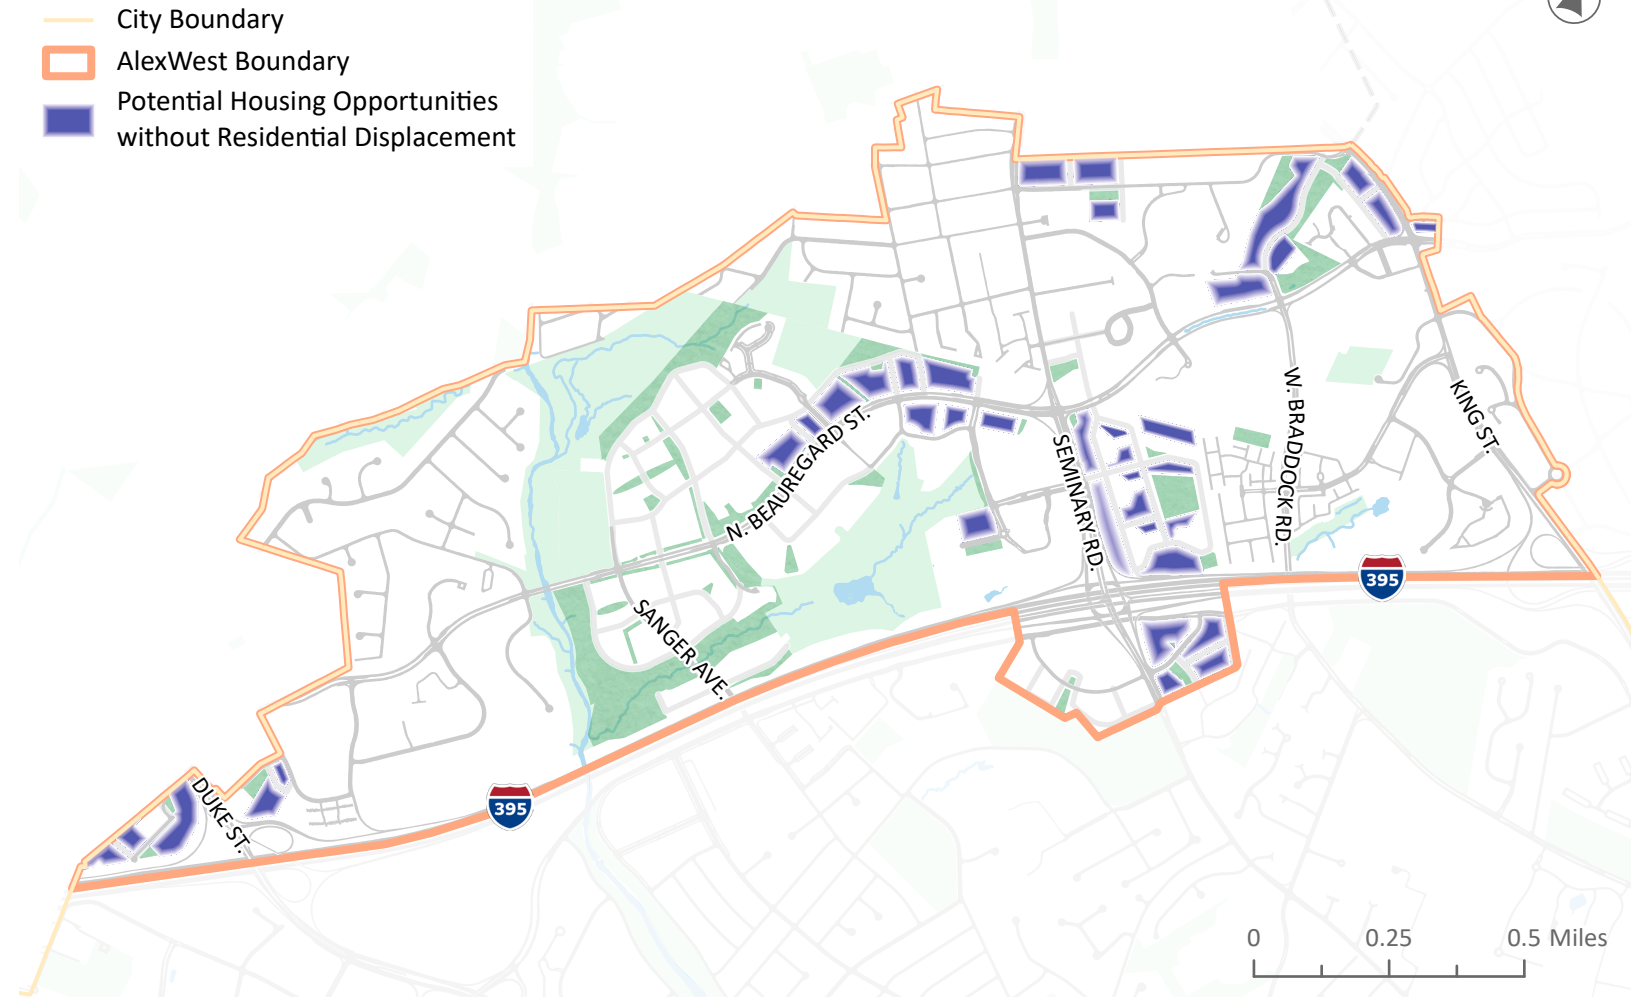 City Boundary
AlexWest Boundary
Potential Housing Opportunities
without Residential Displacement
W. BRADDOCK RD.
KING ST.
N. BEAUREGARD ST.
SEMINARY RD.
395
SANGER AVE.
DUKE ST.
395
0 0.25 0.5 Miles